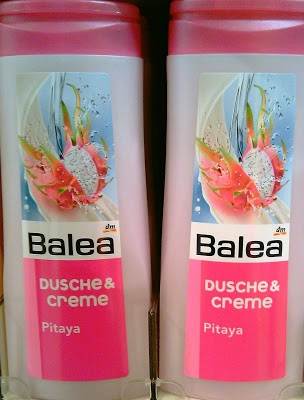 dm
Balea
DUSCHE &
creme
Pitaya
dm
Balea
DUSCHE &
creme
Pitaya